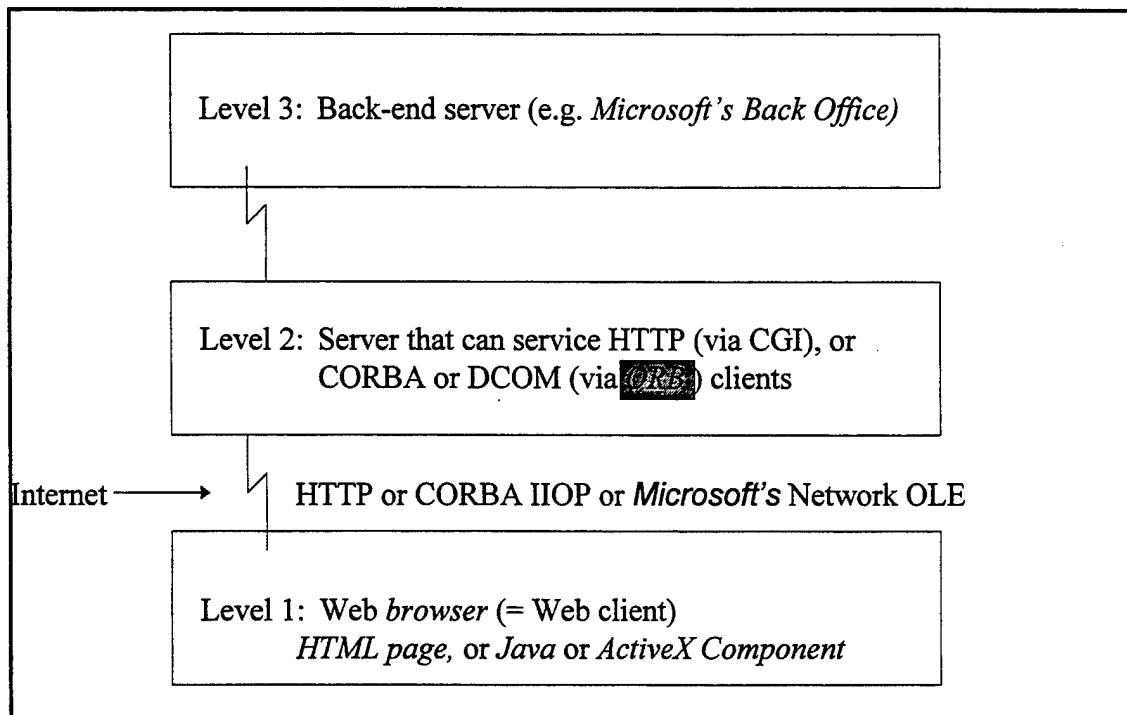 Level 3: Back-end server (e.g. Microsoft's Back Office)
Level 2: Server that can service HTTP (via CGI), or
CORBA or DCOM (via ORB) clients
Internet
HTTP or CORBA IIOP or Microsoft's Network OLE
Level 1: Web browser (= Web client)
HTML page, or Java or ActiveX Component